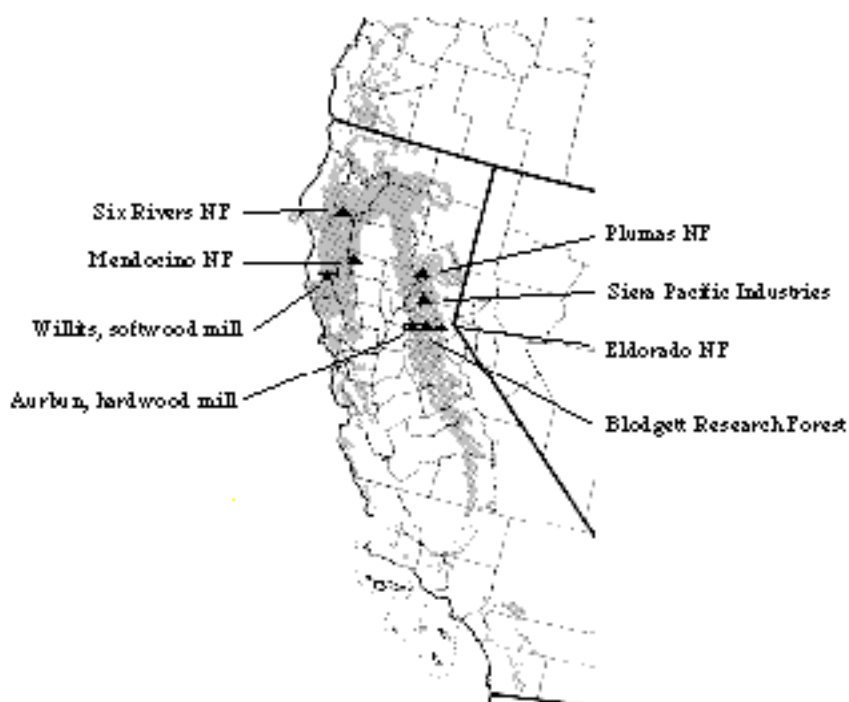 Six Rivers NF
Mendocino NF
Willits, softwood mill
Aurbun, hardwood mill
Plumas NF
Siera Pacific Industries
Eldorado NF
Blodgett Research Forest